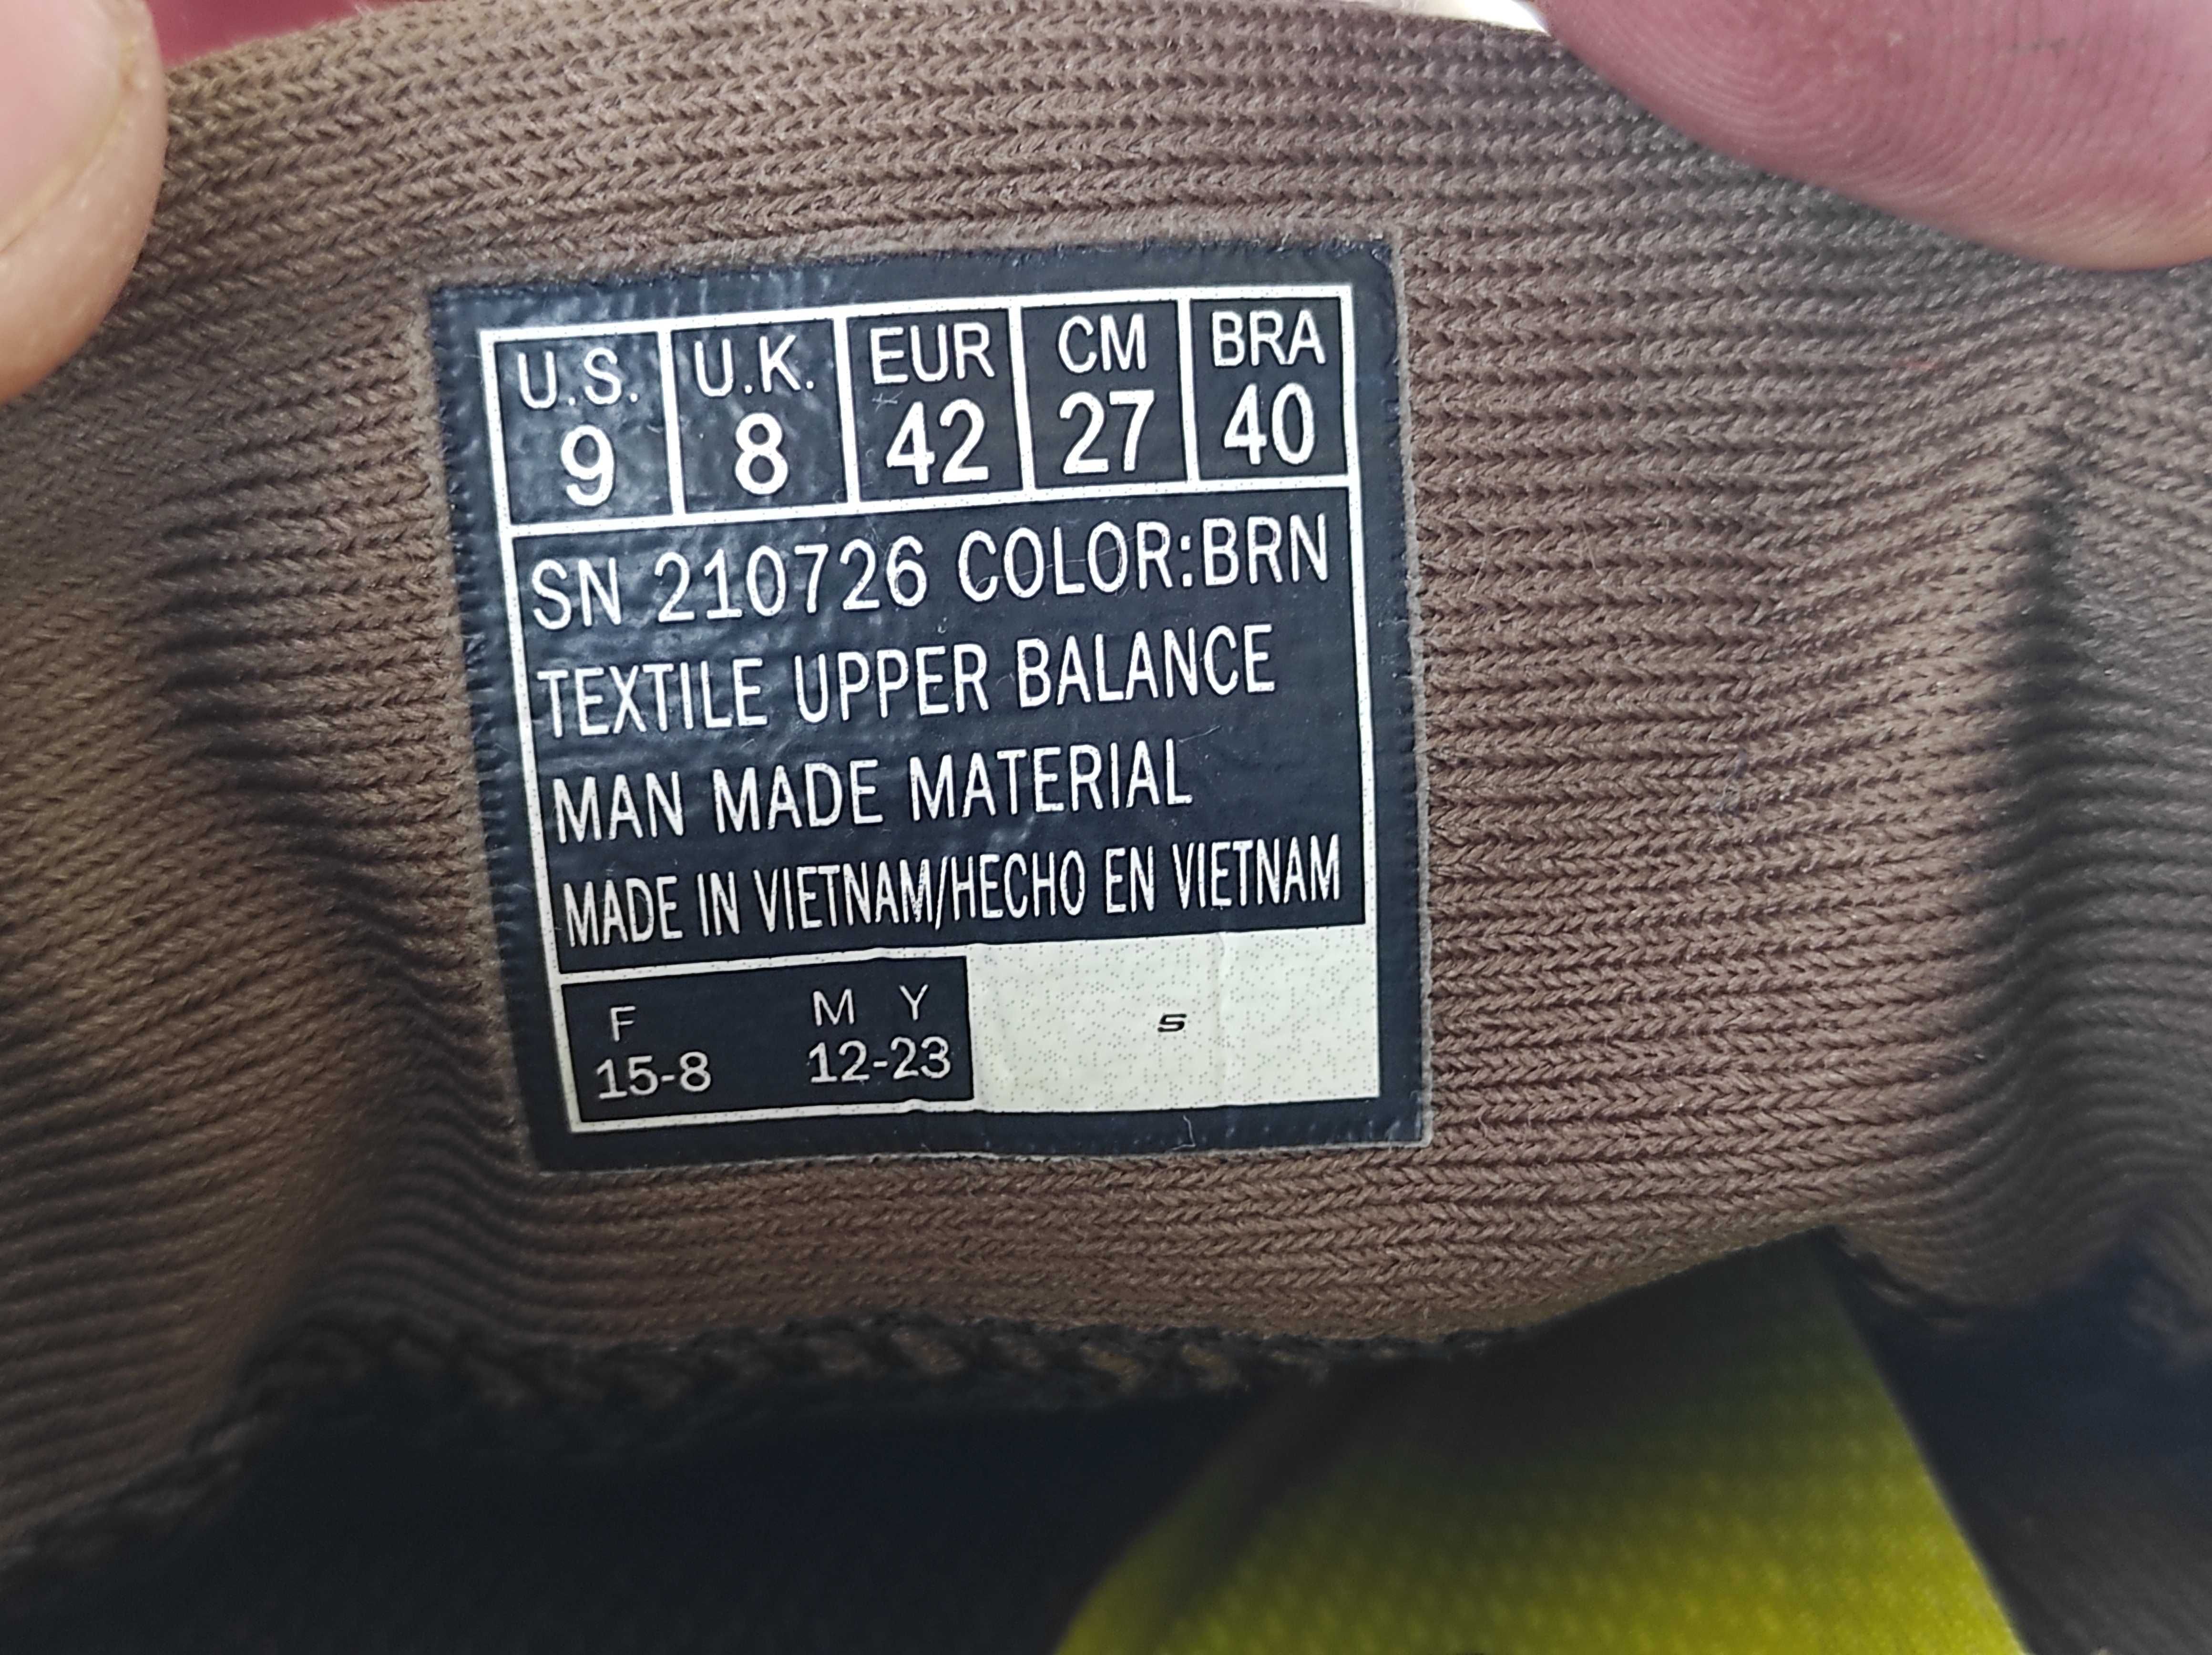 U.S. U.K. EUR CM BRA
9 8 42 27 40
SN 210726 COLOR:BRN
TEXTILE UPPER BALANCE
MAN MADE MATERIAL
MADE IN VIETNAM/HECHO EN VIETNAM
F M Y
15-8 12-23
S